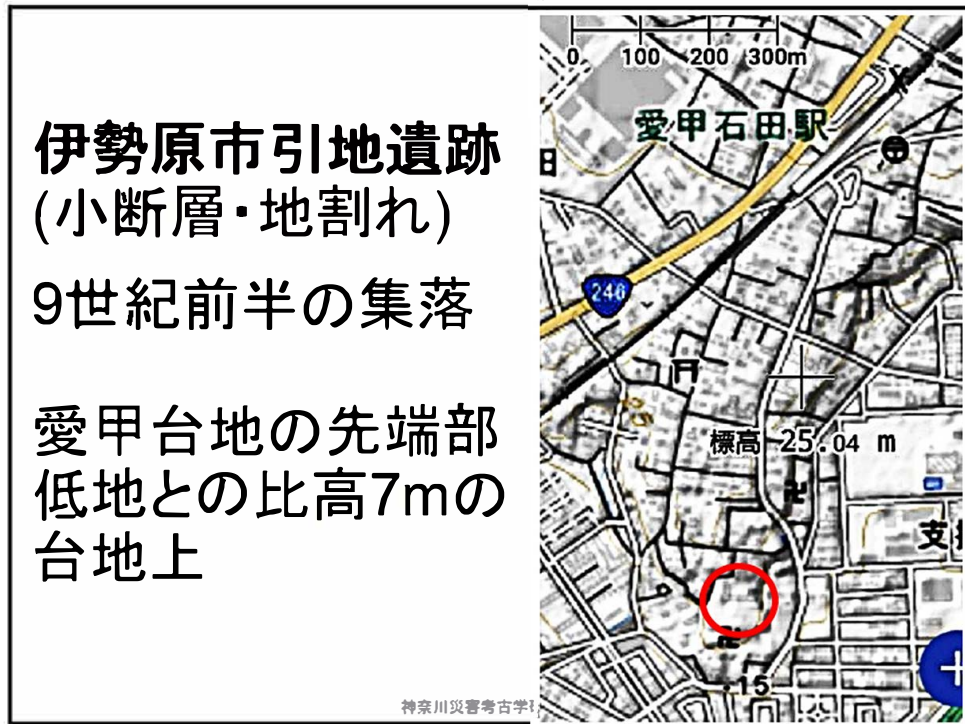 伊勢原市引地遺跡
(小断層・地割れ)
9世紀前半の集落
愛甲台地の先端部
低地との比高7mの
台地上
神奈川災害考古学
0 100 200 300m
愛甲石田駅
246
標高 25.04 m
支
・15